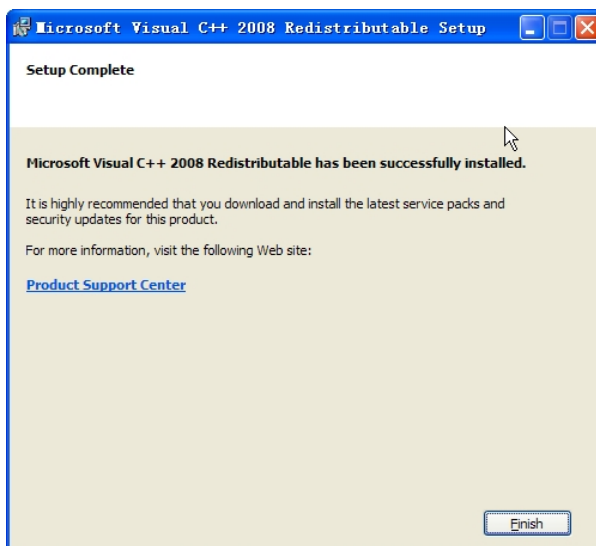 Microsoft Visual C++ 2008 Redistributable Setup
Setup Complete
Microsoft Visual C++ 2008 Redistributable has been successfully installed.
It is highly recommended that you download and install the latest service packs and
security updates for this product.
For more information, visit the following Web site:
Product Support Center
Finish